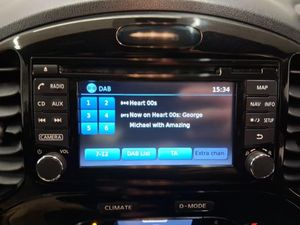 DAB
15:34
RADIO
MAP
1 2
Heart 00s
CD AUX
NAV INFO
3 4
Now on Heart 00s: George
Michael with Amazing
5 6
SETUP
CAMERA
VOL
7-12
DAB List
TA
Extra chan.
CLIMATE
D-MODE